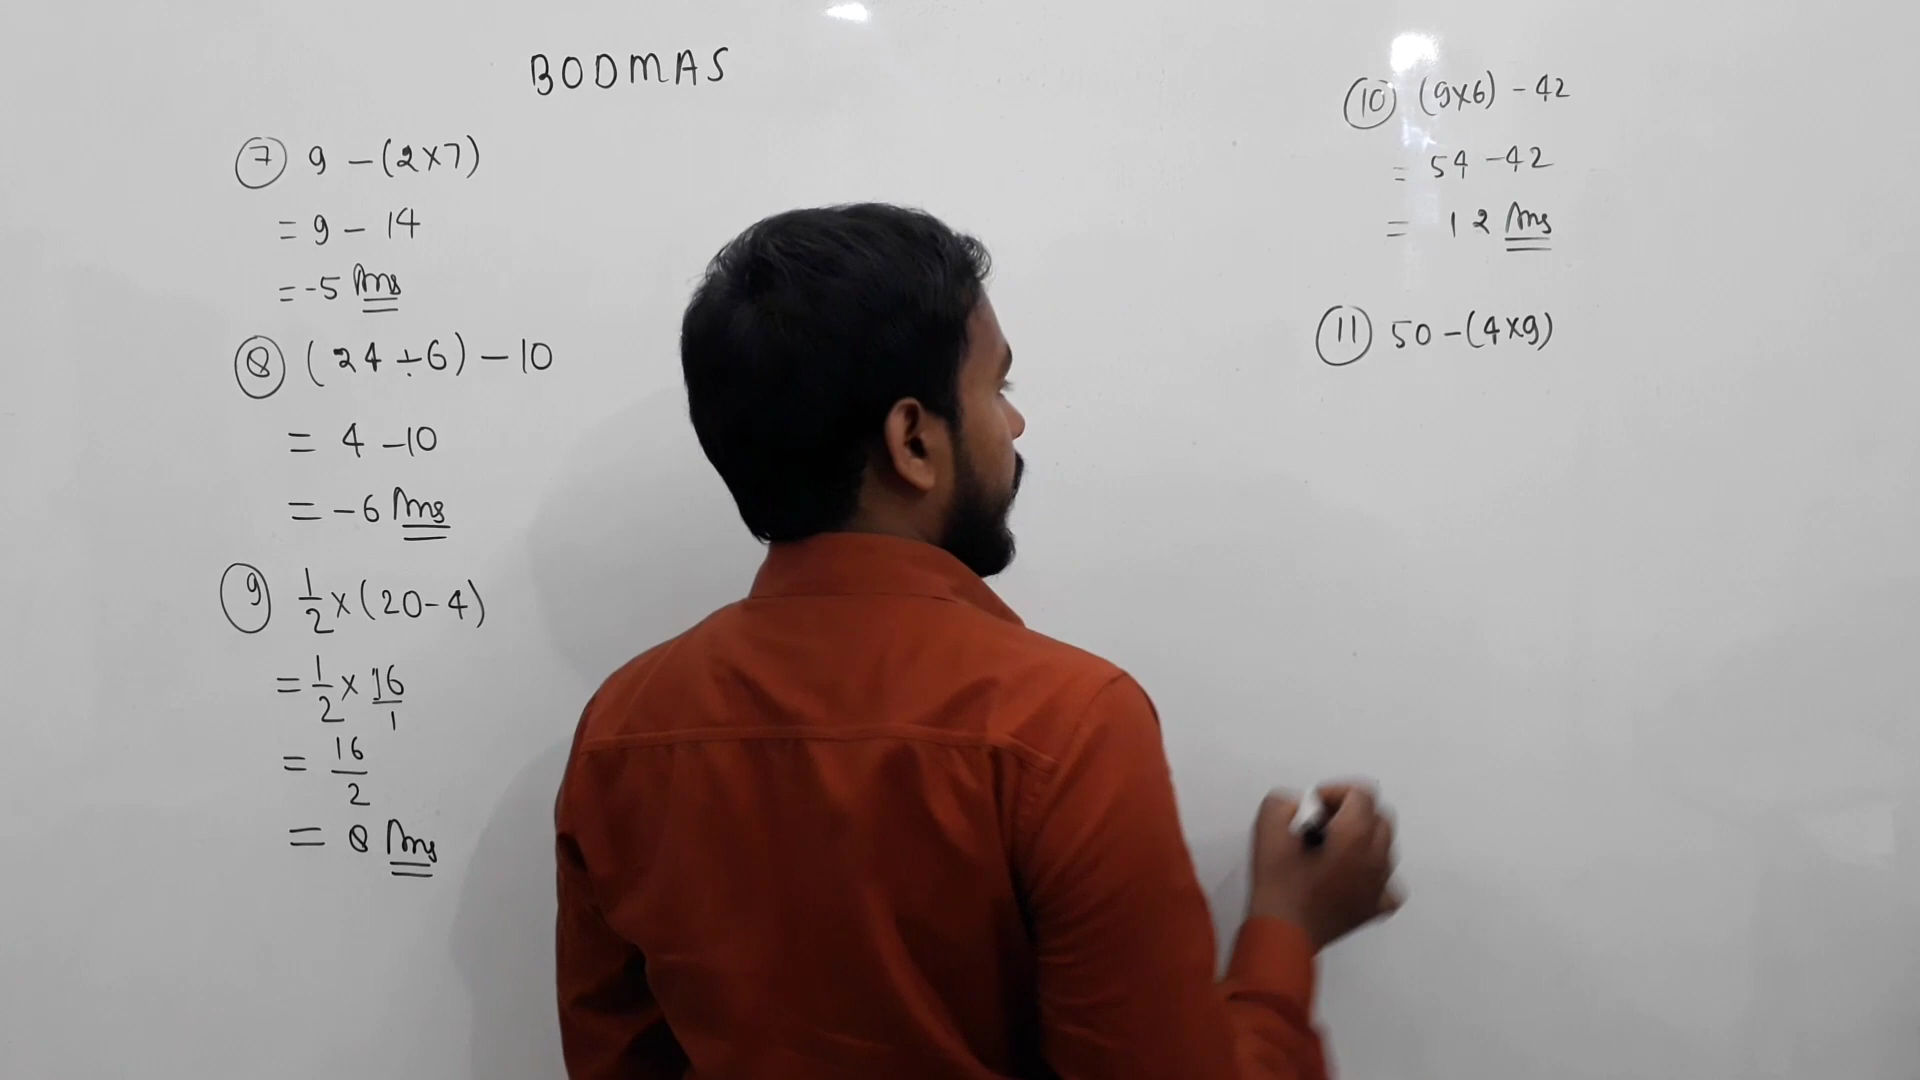 BODMAS
⑦ 9 - (2×7)
= 9 - 14
= -5 Ans
⑧ (24÷6) - 10
= 4 - 10
= -6 Ans
⑨ 1/2 × (20-4)
= 1/2 × 16/1
= 16/2
= 8 Ans
⑩ (9×6) - 42
= 54 - 42
= 12 Ans
⑪ 50 - (4×9)